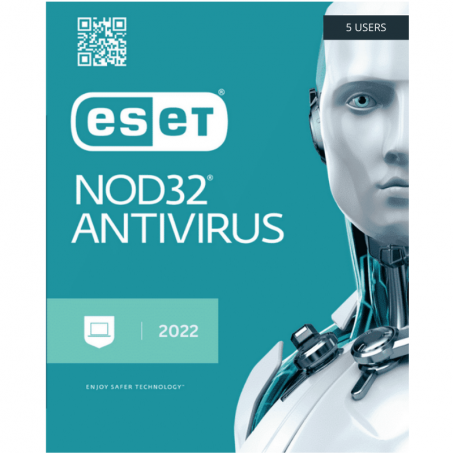 5 USERS
eseT®
NOD32®
ANTIVIRUS
2022
ENJOY SAFER TECHNOLOGY™